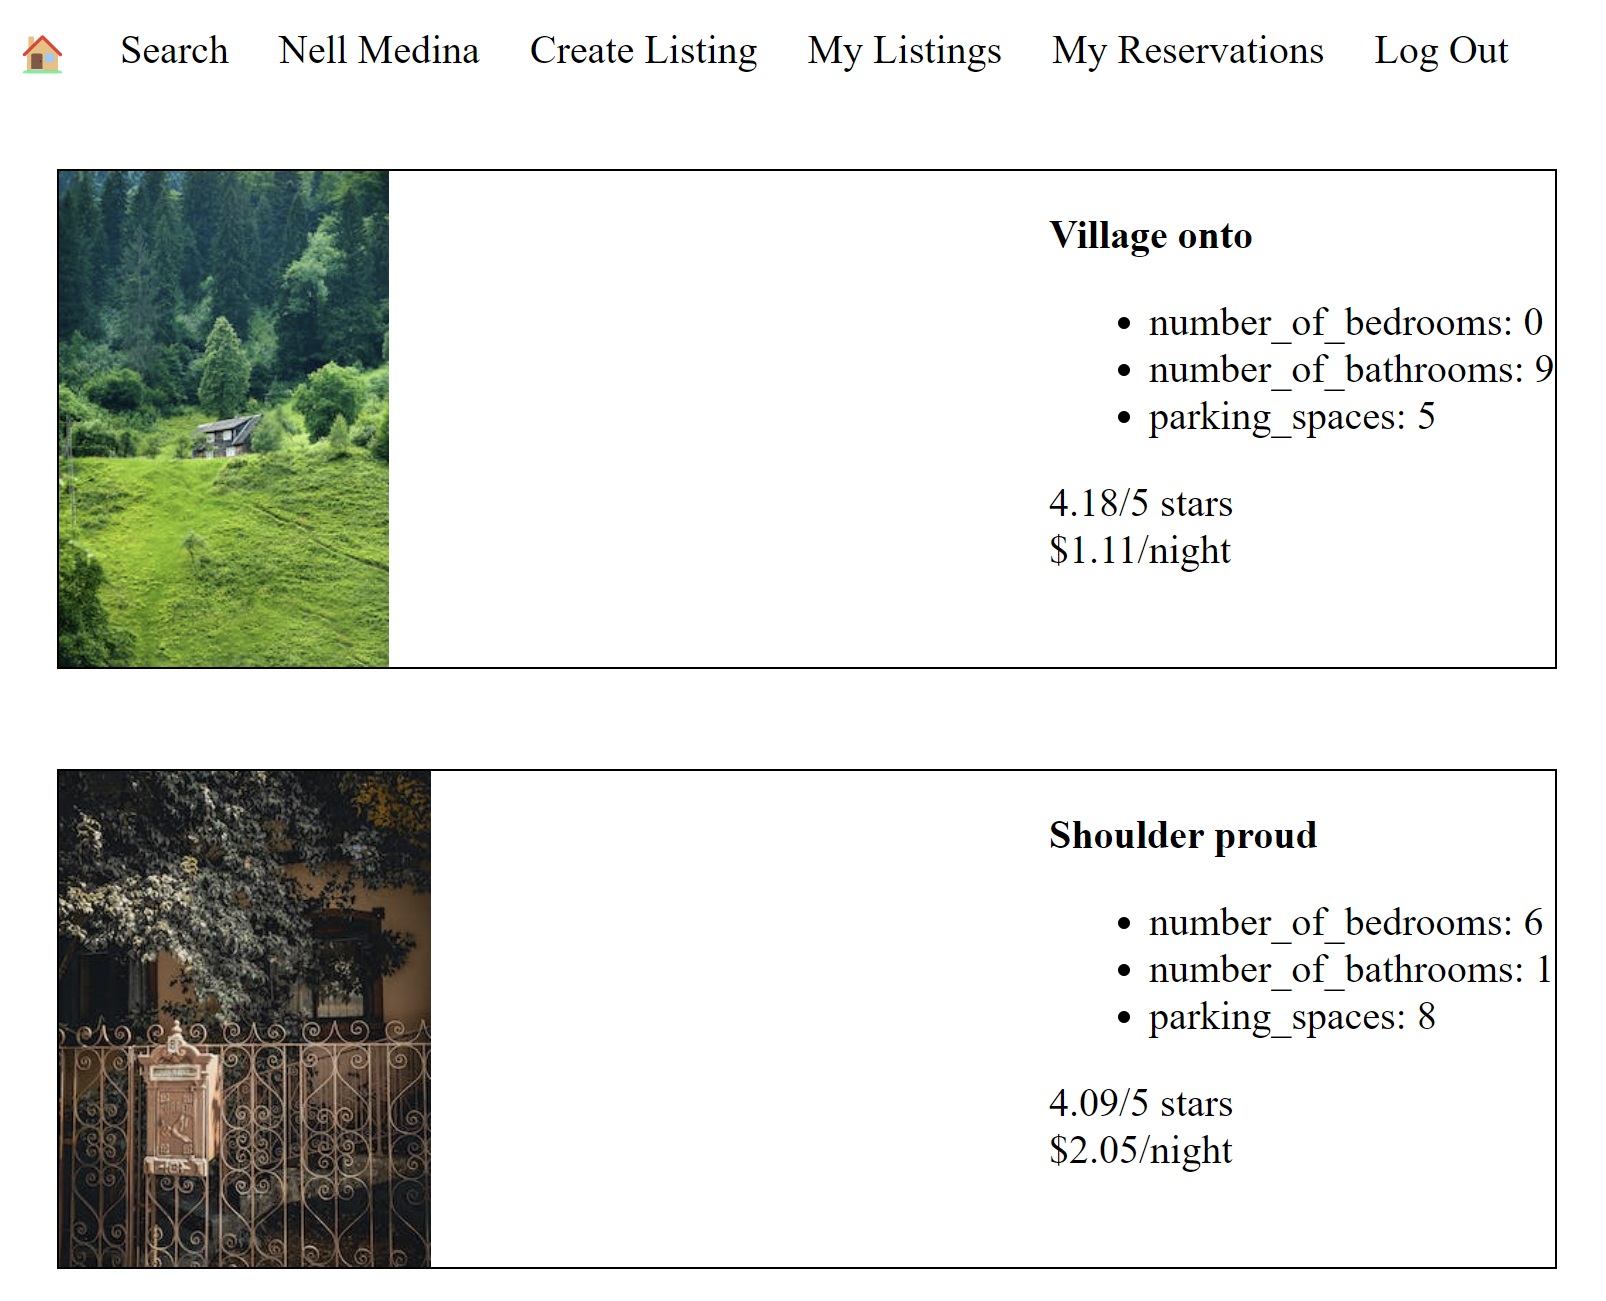 Search Nell Medina Create Listing My Listings My Reservations Log Out
Village onto
number_of_bedrooms: 0
number_of_bathrooms: 9
parking_spaces: 5
4.18/5 stars
$1.11/night
Shoulder proud
number_of_bedrooms: 6
number_of_bathrooms: 1
parking_spaces: 8
4.09/5 stars
$2.05/night